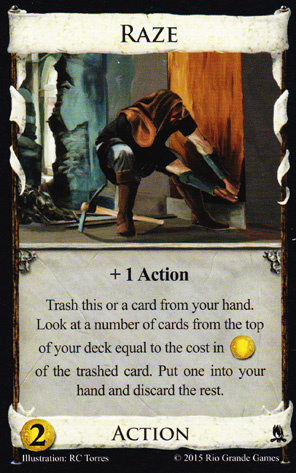 RAZE
+1 Action
Trash this or a card from your hand.
Look at a number of cards from the top
of your deck equal to the cost in
of the trashed card. Put one into your
hand and discard the rest.
2
ACTION
Illustration: RC Torres
© 2015 Rio Grande Games